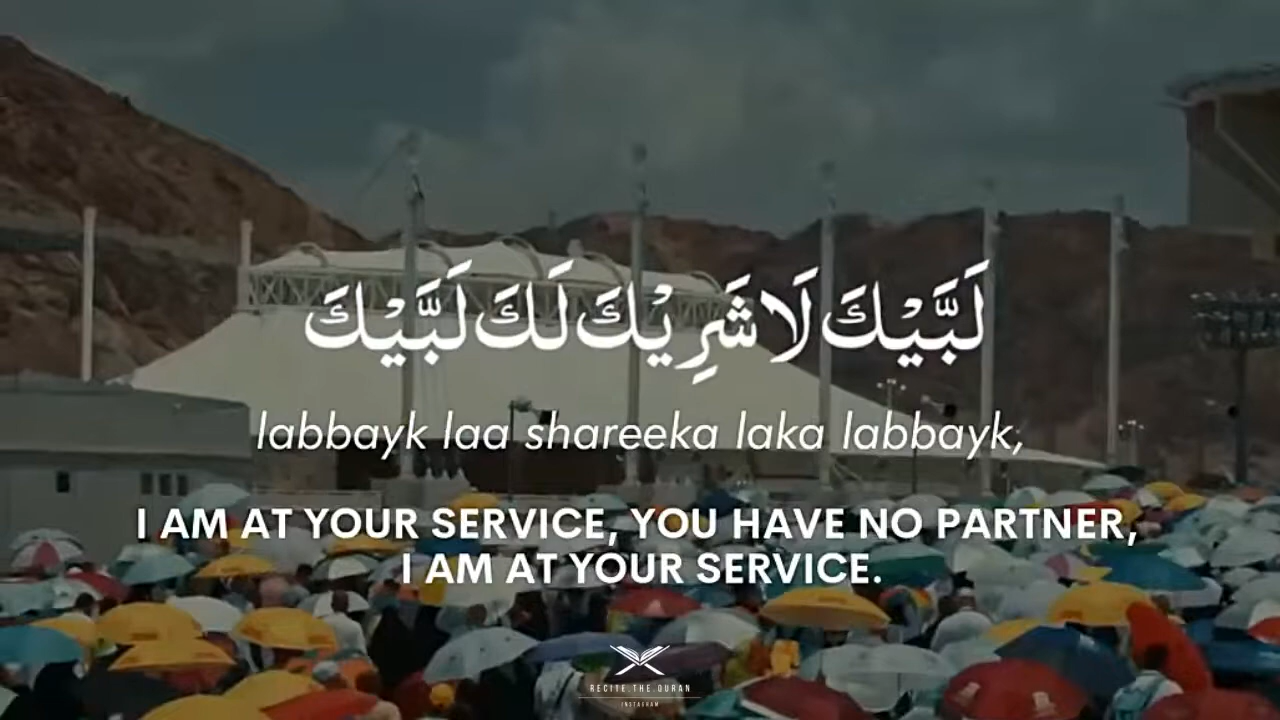 لَبَّيْكَ لَا شَرِيْكَ لَكَ لَبَّيْكَ
labbayk laa shareeka laka labbayk,
I AM AT YOUR SERVICE, YOU HAVE NO PARTNER,
I AM AT YOUR SERVICE.
RECITE.THE.QURAN
INSTAGRAM